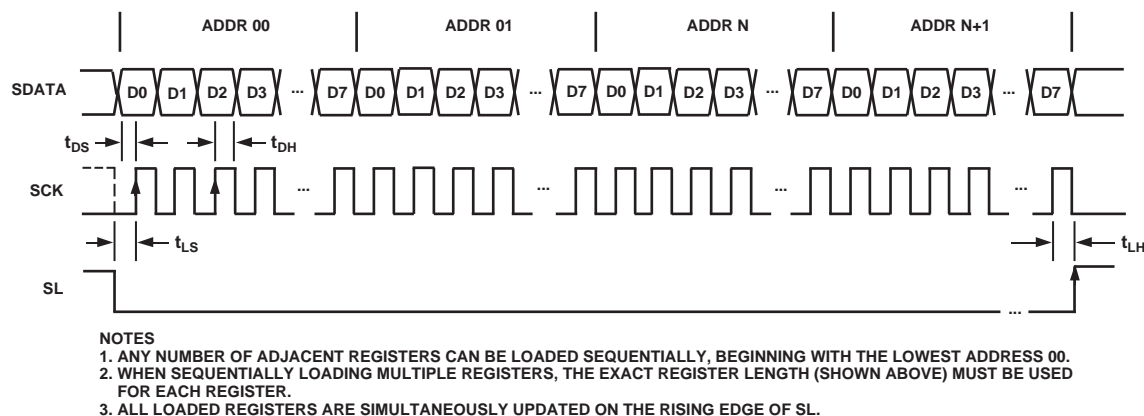 ADDR 00 ADDR 01 ADDR N ADDR N+1
SDATA D0 D1 D2 D3 ... D7 D0 D1 D2 D3 ... D7 D0 D1 D2 D3 ... D7 D0 D1 D2 D3 ... D7
tDS tDH
SCK ... ... ... ...
tLS tLH
SL ...
NOTES
1. ANY NUMBER OF ADJACENT REGISTERS CAN BE LOADED SEQUENTIALLY, BEGINNING WITH THE LOWEST ADDRESS 00.
2. WHEN SEQUENTIALLY LOADING MULTIPLE REGISTERS, THE EXACT REGISTER LENGTH (SHOWN ABOVE) MUST BE USED
FOR EACH REGISTER.
3. ALL LOADED REGISTERS ARE SIMULTANEOUSLY UPDATED ON THE RISING EDGE OF SL.